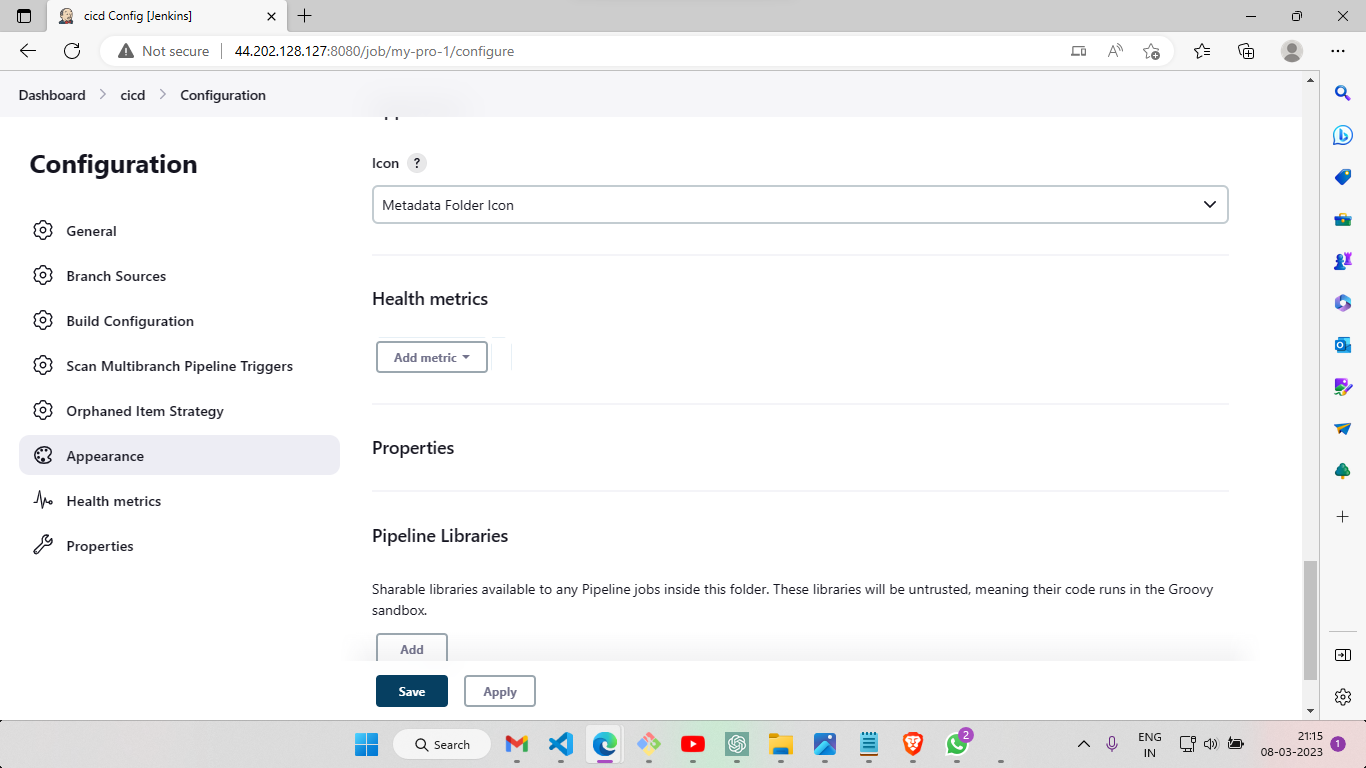 cicd Config [Jenkins]
Not secure
44.202.128.127:8080/job/my-pro-1/configure
Dashboard
cicd
Configuration
Configuration
General
Branch Sources
Build Configuration
Scan Multibranch Pipeline Triggers
Orphaned Item Strategy
Appearance
Health metrics
Properties
Icon ?
Metadata Folder Icon
Health metrics
Add metric
Properties
Pipeline Libraries
Sharable libraries available to any Pipeline jobs inside this folder. These libraries will be untrusted, meaning their code runs in the Groovy
sandbox.
Add
Save
Apply
Search
2
ENG
IN
21:15
08-03-2023
1